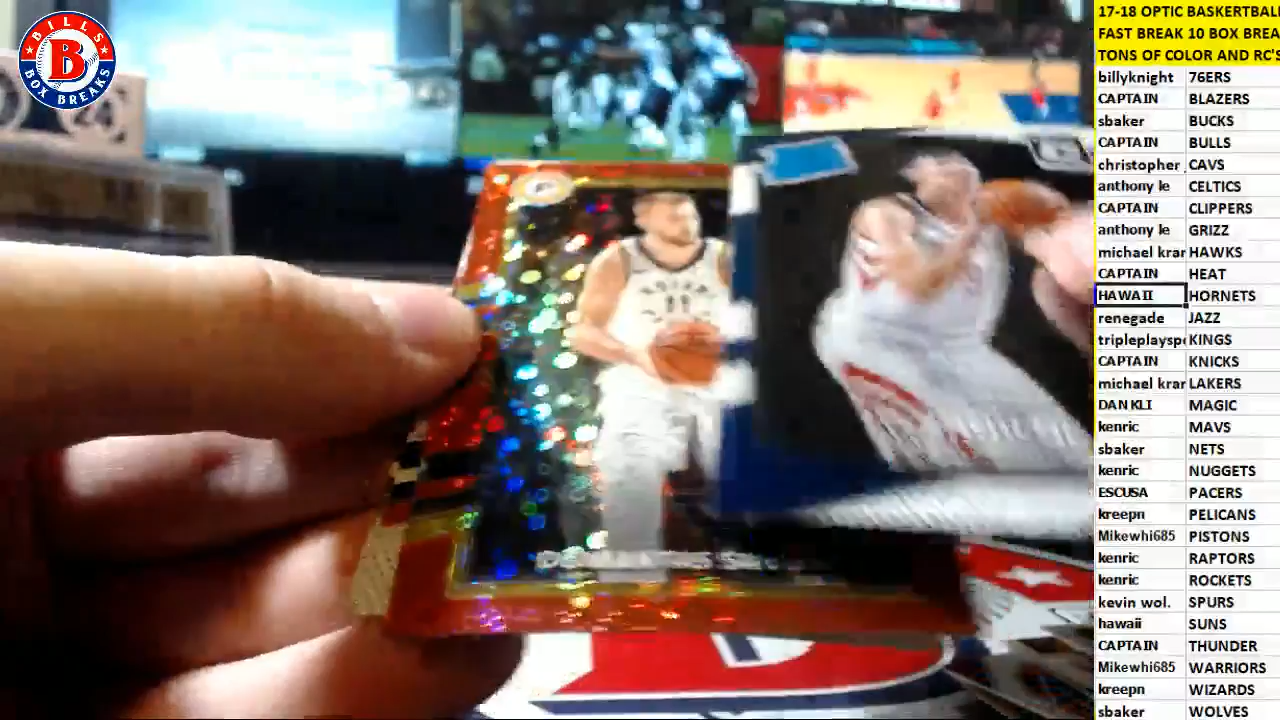 BILLS
B
BOX BREAKS
24
17-18 OPTIC BASKERTBALL
FAST BREAK 10 BOX BREA
TONS OF COLOR AND RC'S
billyknight 76ERS
CAPTAIN BLAZERS
sbaker BUCKS
CAPTAIN BULLS
christopher CAVS
anthony le CELTICS
CAPTAIN CLIPPERS
anthony le GRIZZ
michael krar HAWKS
CAPTAIN HEAT
HAWAII HORNETS
renegade JAZZ
tripleplayspo KINGS
CAPTAIN KNICKS
michael krar LAKERS
DAN KLI MAGIC
kenric MAVS
sbaker NETS
kenric NUGGETS
ESCUSA PACERS
kreepn PELICANS
Mikewhi685 PISTONS
kenric RAPTORS
kenric ROCKETS
kevin wol. SPURS
hawaii SUNS
CAPTAIN THUNDER
Mikewhi685 WARRIORS
kreepn WIZARDS
sbaker WOLVES